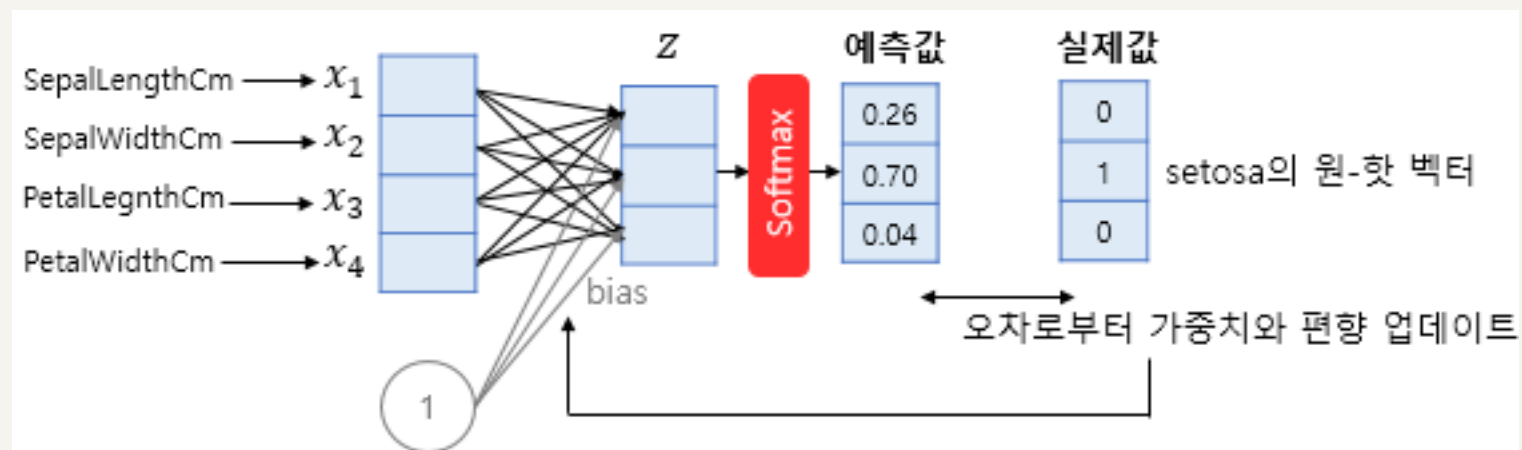 SepalLengthCm x1
SepalWidthCm x2
PetalLegnthCm x3
PetalWidthCm x4
1
bias
z
Softmax
예측값
0.26
0.70
0.04
실제값
0
1
0
setosa의 원-핫 벡터
오차로부터 가중치와 편향 업데이트